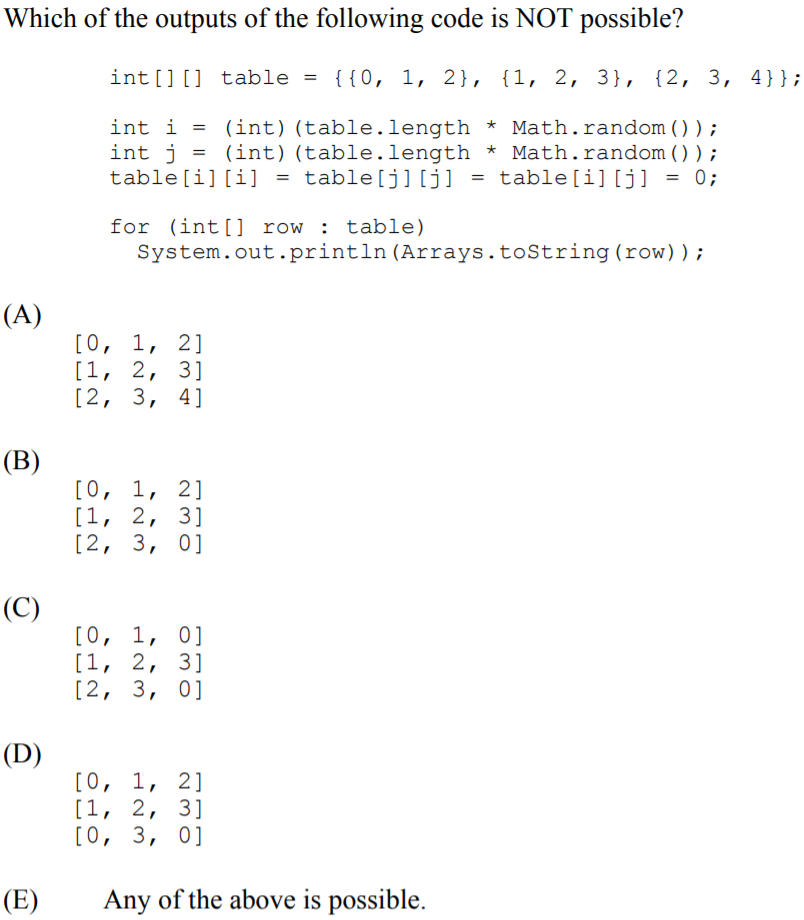 Which of the outputs of the following code is NOT possible?
int[][] table = {{0, 1, 2}, {1, 2, 3}, {2, 3, 4}};
int i = (int)(table.length * Math.random());
int j = (int)(table.length * Math.random());
table[i][i] = table[j][j] = table[i][j] = 0;
for (int[] row : table)
System.out.println(Arrays.toString(row));
(A)
[0, 1, 2]
[1, 2, 3]
[2, 3, 4]
(B)
[0, 1, 2]
[1, 2, 3]
[2, 3, 0]
(C)
[0, 1, 0]
[1, 2, 3]
[2, 3, 0]
(D)
[0, 1, 2]
[1, 2, 3]
[0, 3, 0]
(E) Any of the above is possible.